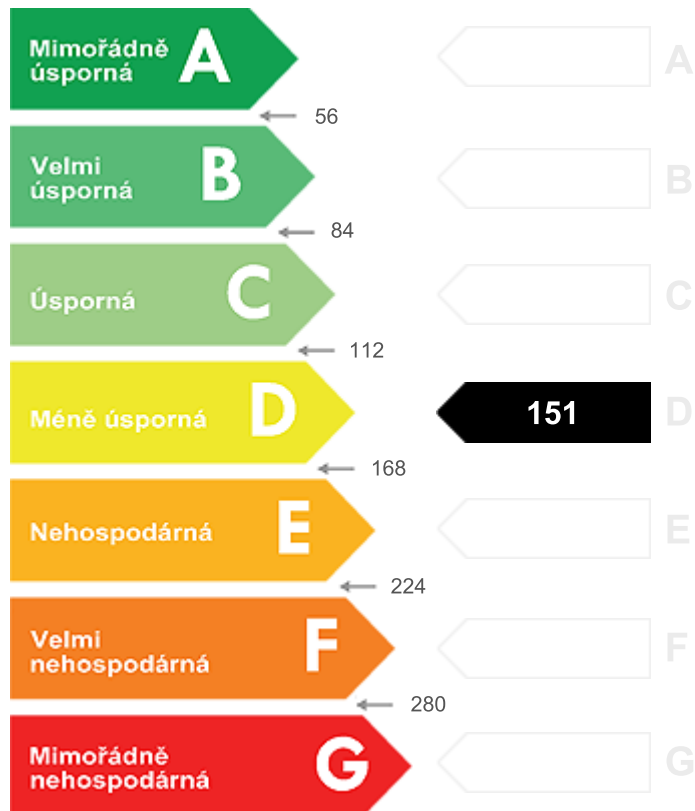 Mimořádně
úsporná
A
A
56
Velmi
úsporná
B
B
84
Úsporná
C
C
112
Méně úsporná
D
151
D
168
Nehospodárná
E
E
224
Velmi
nehospodárná
F
F
280
Mimořádně
nehospodárná
G
G